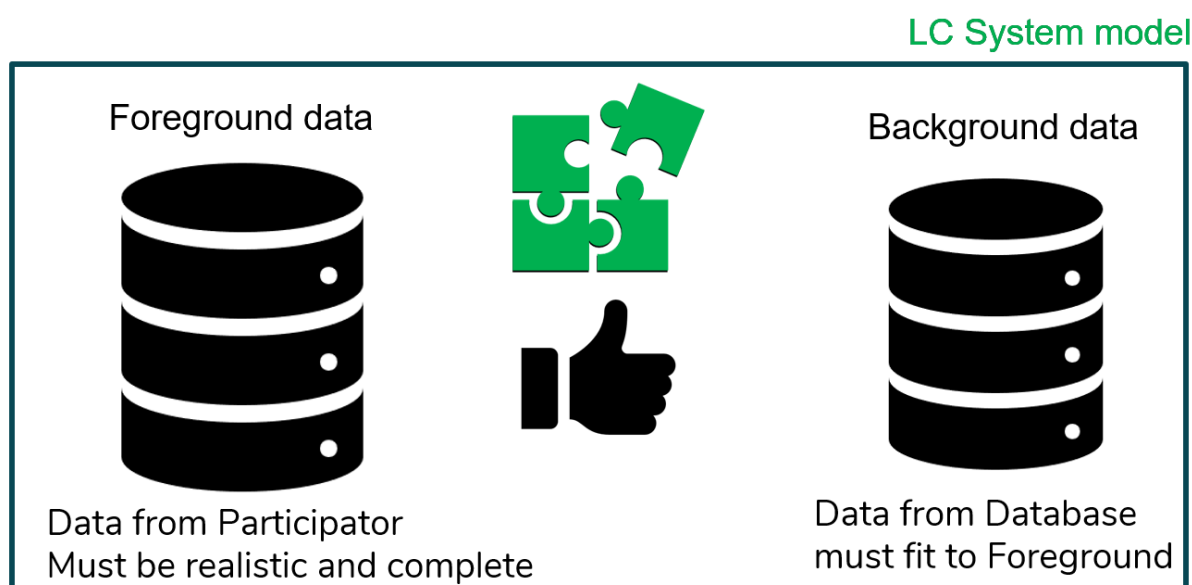 LC System model
Foreground data
Background data
Data from Participator
Must be realistic and complete
Data from Database
must fit to Foreground